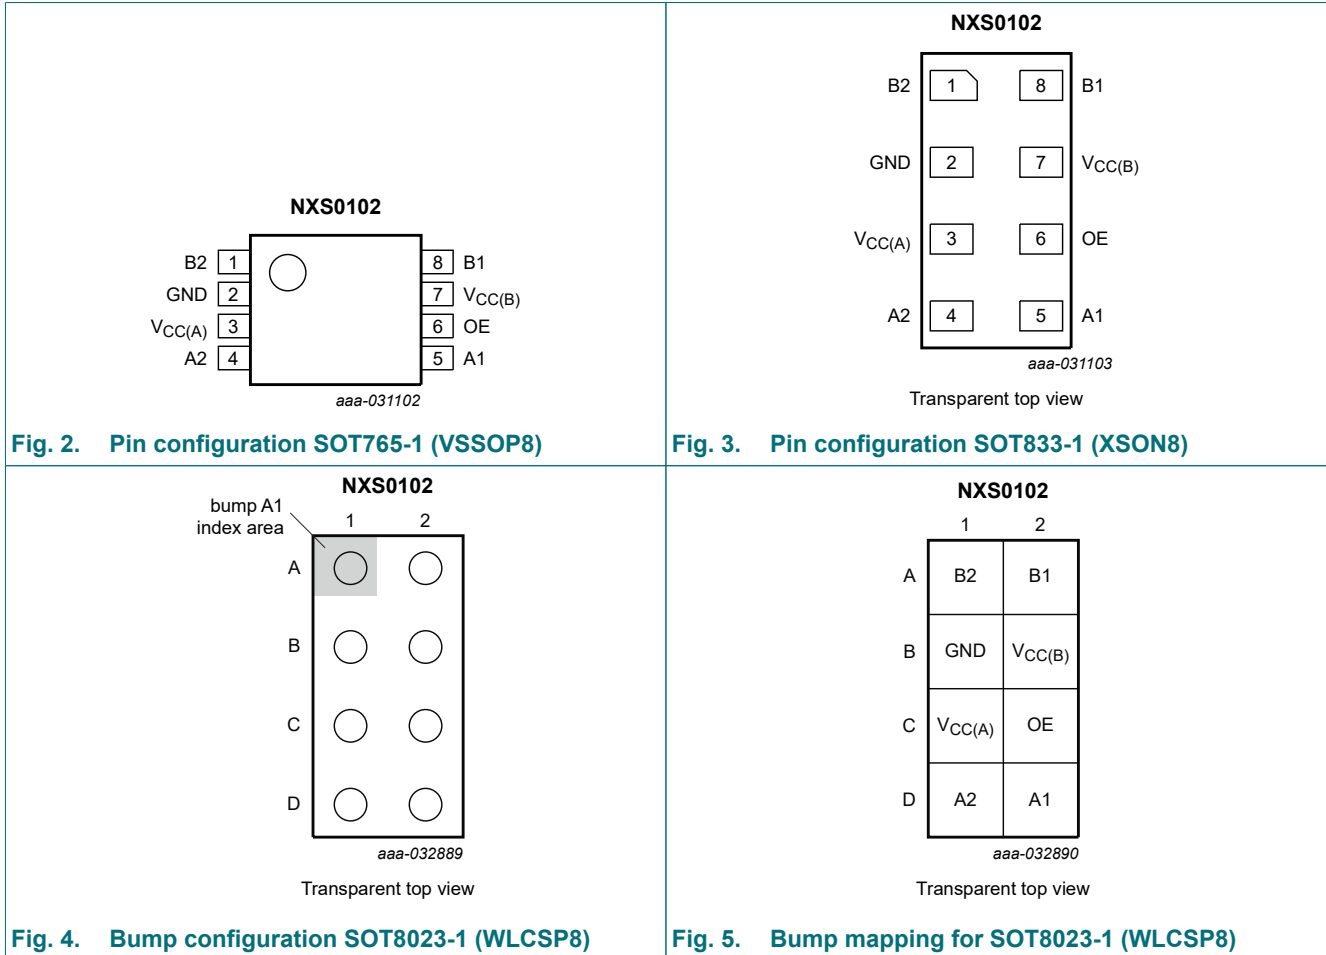 NXS0102
B2 1 8 B1
GND 2 7 VCC(B)
VCC(A) 3 6 OE
A2 4 5 A1
aaa-031102
Fig. 2. Pin configuration SOT765-1 (VSSOP8)
NXS0102
B2 1 8 B1
GND 2 7 VCC(B)
VCC(A) 3 6 OE
A2 4 5 A1
aaa-031103
Transparent top view
Fig. 3. Pin configuration SOT833-1 (XSON8)
NXS0102
bump A1
index area
1 2
A
B
C
D
aaa-032889
Transparent top view
Fig. 4. Bump configuration SOT8023-1 (WLCSP8)
NXS0102
1 2
A B2 B1
B GND VCC(B)
C VCC(A) OE
D A2 A1
aaa-032890
Transparent top view
Fig. 5. Bump mapping for SOT8023-1 (WLCSP8)